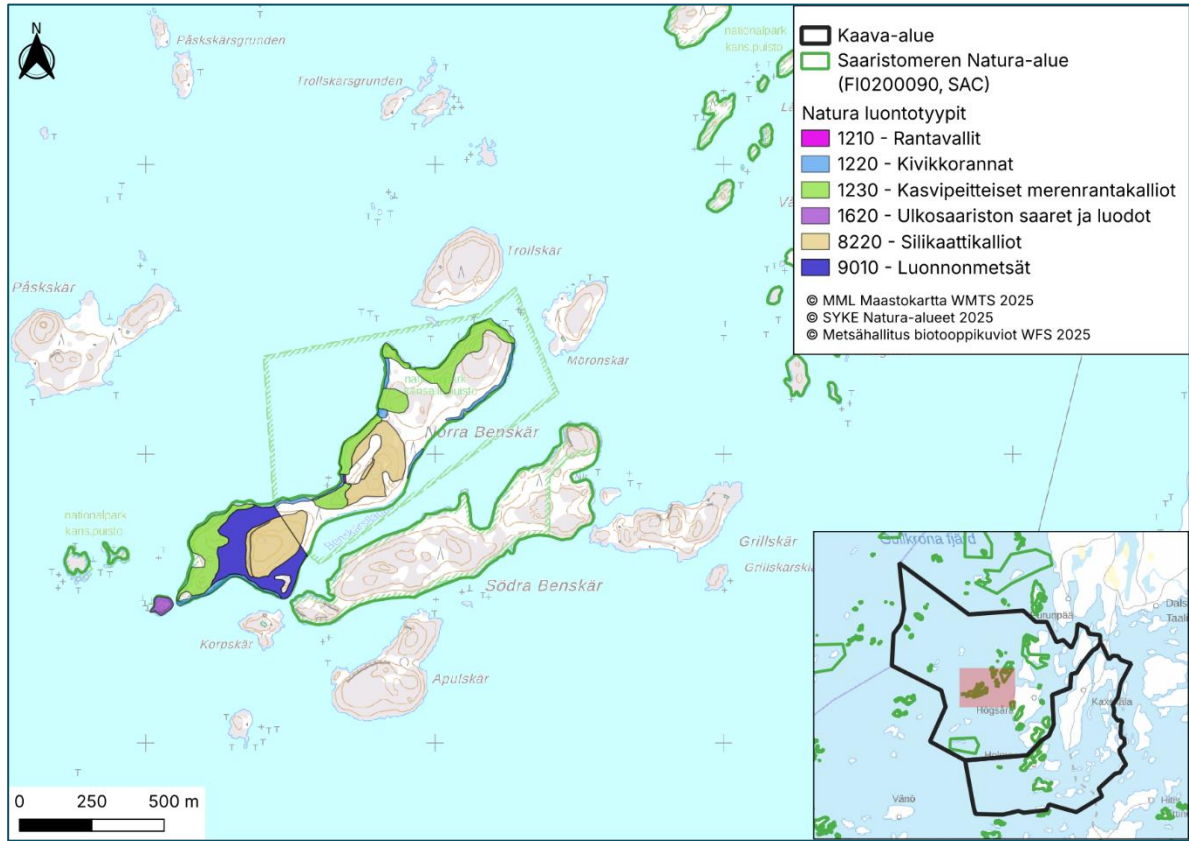 N
Påskskärsgrunden
Trollskärsgrunden
nationalpark
kans.puisto
Trollskär
Påskskär
Möronskär
Norra Benskär
nationalpark
kans.puisto
Grillskär
Södra Benskär
Korpskär
Apulskär
0 250 500 m
Kaava-alue
Saaristomeren Natura-alue
(FI0200090, SAC)
Natura luontotyypit
1210 - Rantavallit
1220 - Kivikkorannat
1230 - Kasvipeitteiset merenrantakalliot
1620 - Ulkosaariston saaret ja luodot
8220 - Silikaattikalliot
9010 - Luonnonmetsät
© MML Maastokartta WMTS 2025
© SYKE Natura-alueet 2025
© Metsähallitus biotooppikuviot WFS 2025
Gullkrona fjärd
Högsåra
Vänö